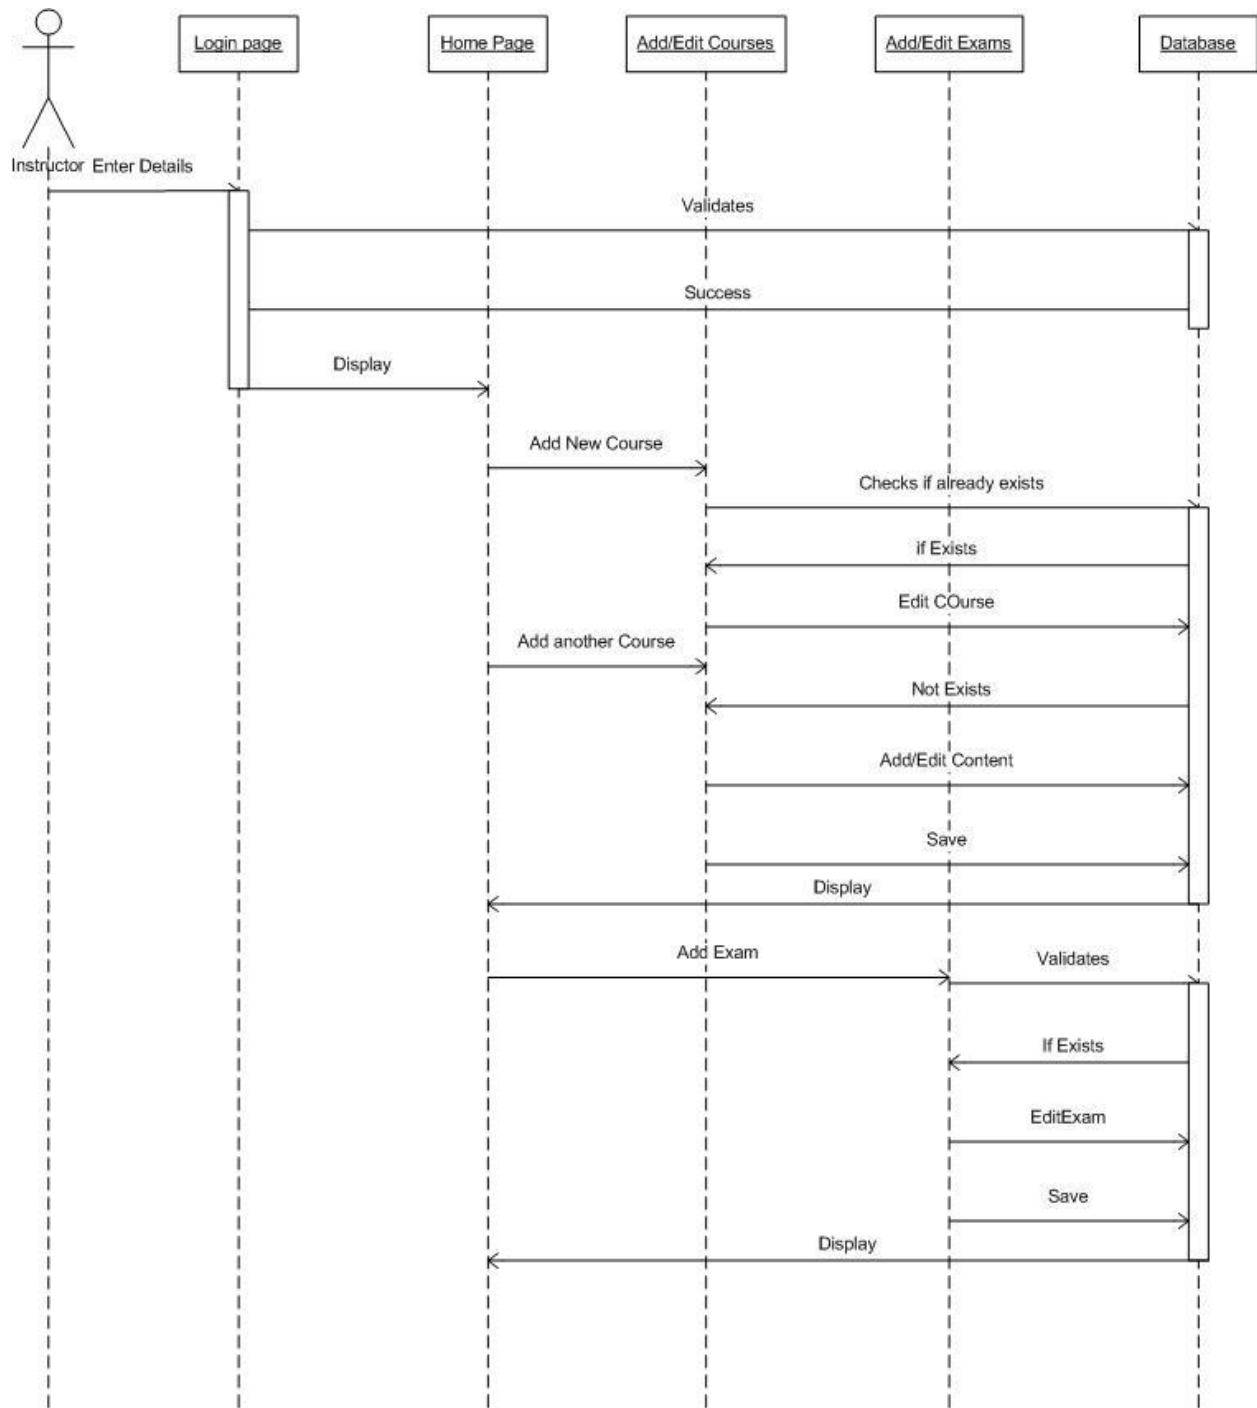 Login page
Home Page
Add/Edit Courses
Add/Edit Exams
Database
Instructor
Enter Details
Validates
Success
Display
Add New Course
Checks if already exists
if Exists
Edit COurse
Add another Course
Not Exists
Add/Edit Content
Save
Display
Add Exam
Validates
If Exists
EditExam
Save
Display